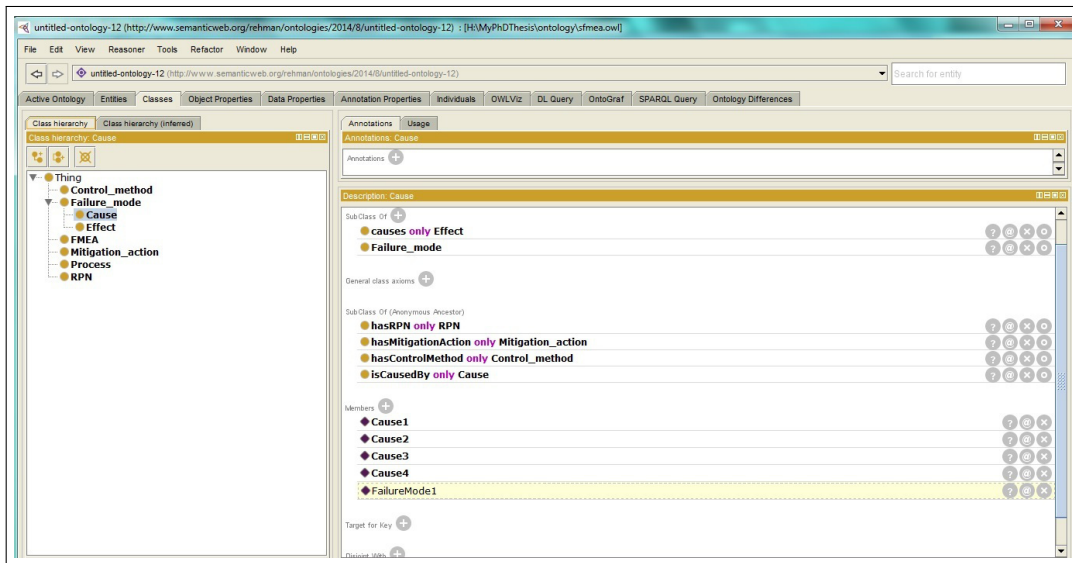 untitled-ontology-12 (http://www.semanticweb.org/rehman/ontologies/2014/8/untitled-ontology-12) : [H:\MyPhDThesis\ontology\sfmea.owl]
File Edit View Reasoner Tools Refactor Window Help
untitled-ontology-12 (http://www.semanticweb.org/rehman/ontologies/2014/8/untitled-ontology-12)
Search for entity
Active Ontology Entities Classes Object Properties Data Properties Annotation Properties Individuals OWLViz DL Query OntoGraf SPARQL Query Ontology Differences
Class hierarchy Class hierarchy (inferred)
Class hierarchy: Cause
Thing
Control_method
Failure_mode
Cause
Effect
FMEA
Mitigation_action
Process
RPN
Annotations Usage
Annotations: Cause
Annotations
Description: Cause
SubClass Of
causes only Effect
Failure_mode
General class axioms
SubClass Of (Anonymous Ancestor)
hasRPN only RPN
hasMitigationAction only Mitigation_action
hasControlMethod only Control_method
isCausedBy only Cause
Members
Cause1
Cause2
Cause3
Cause4
FailureMode1
Target for Key
Disjoint With